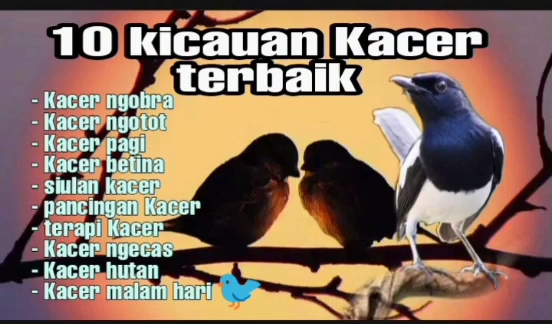 10 kicauan Kacer
terbaik
- Kacer ngobra
- Kacer ngotot
- Kacer pagi
- Kacer betina
- siulan kacer
- pancingan Kacer
- terapi Kacer
- Kacer ngecas
- Kacer hutan
- Kacer malam hari